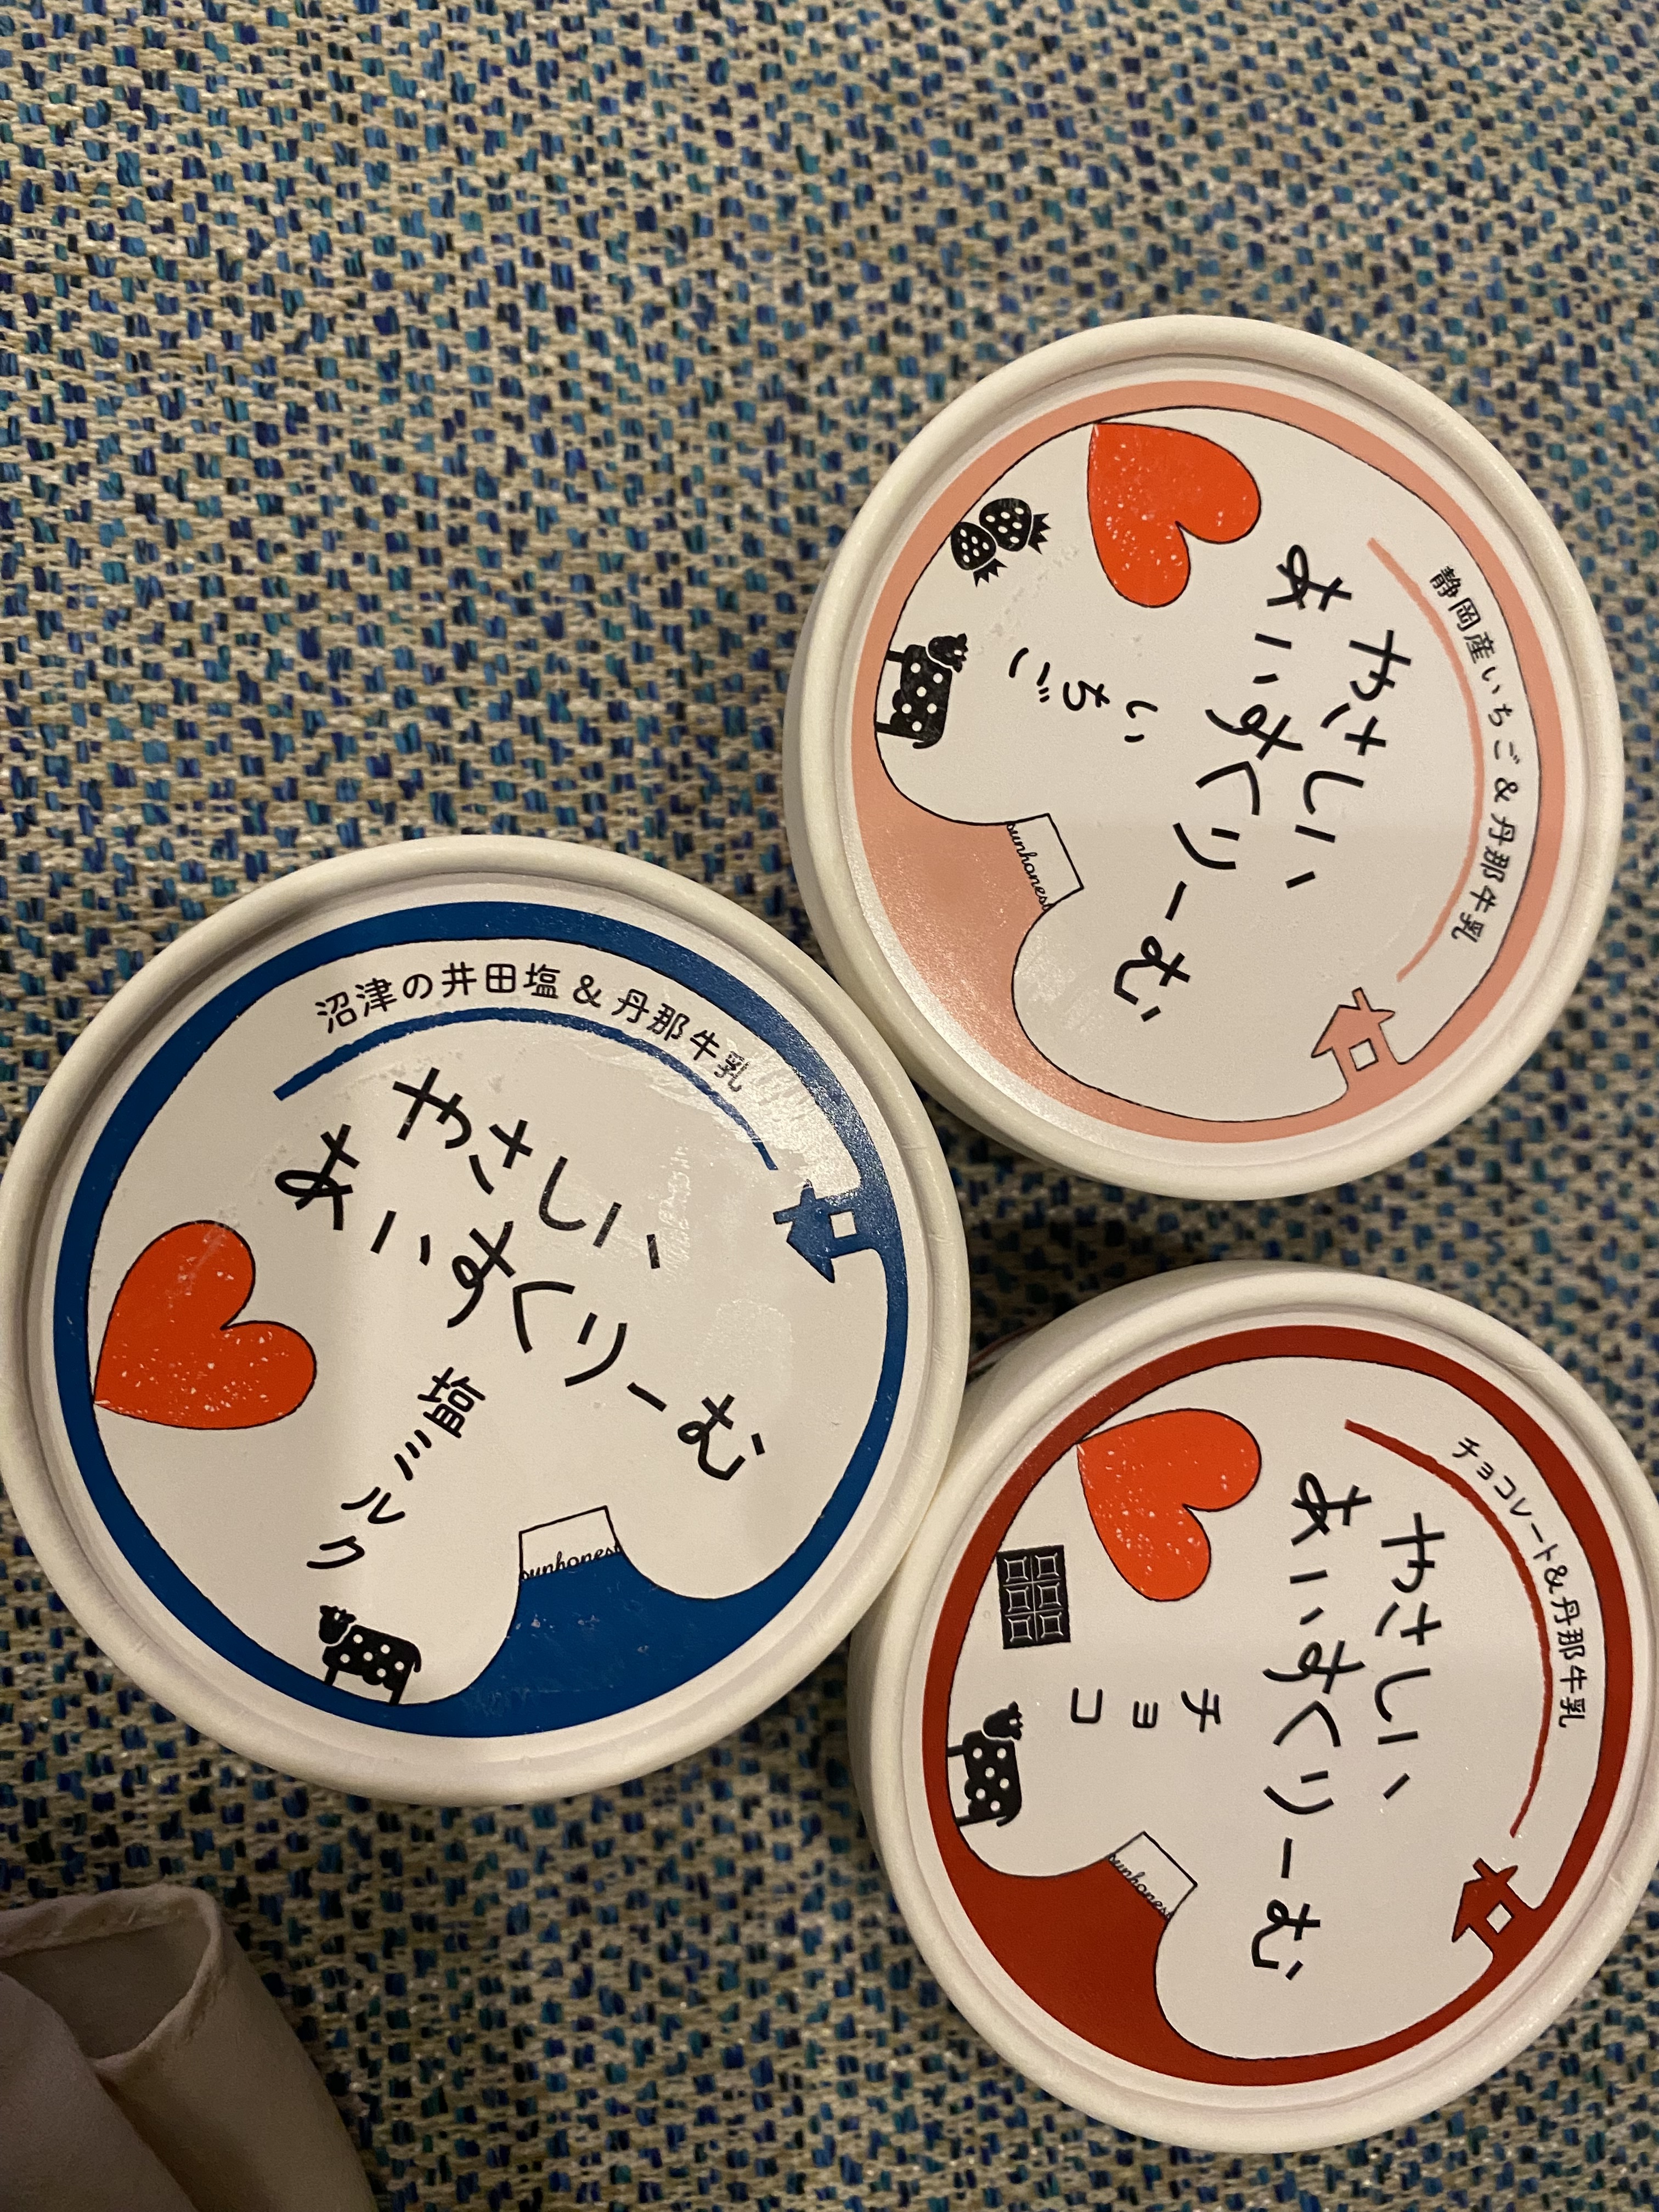 静岡産いちご&丹那牛乳
やさしい
あいすくりーむ
いちご
sunhonest
沼津の井田塩&丹那牛乳
やさしい
あいすくりーむ
塩ミルク
sunhonest
チョコレート&丹那牛乳
やさしい
あいすくりーむ
チョコ
sunhonest